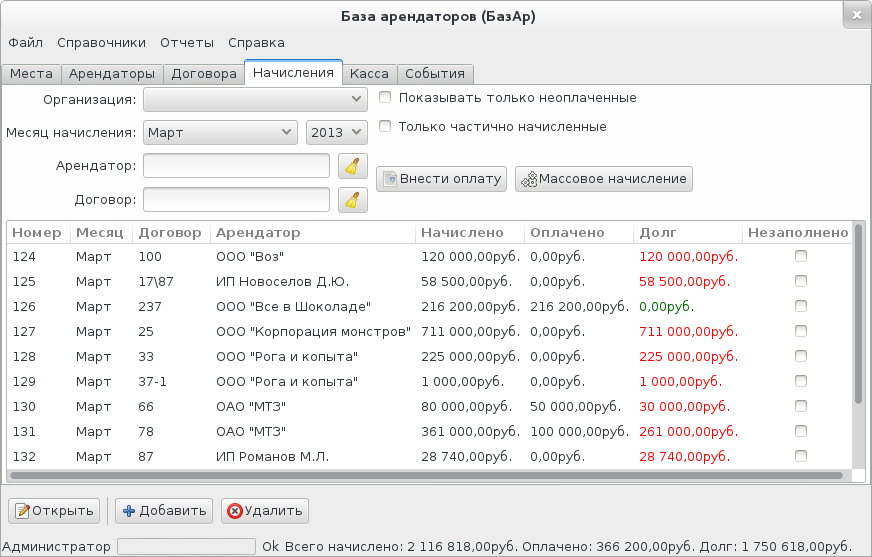 База арендаторов (БазАр)
Файл Справочники Отчеты Справка
Места Арендаторы Договора Начисления Касса События
Организация: Показывать только неоплаченные
Месяц начисления: Март 2013 Только частично начисленные
Арендатор:
Внести оплату Массовое начисление
Договор:
Номер Месяц Договор Арендатор Начислено Оплачено Долг Незаполнено
124 Март 100 ООО "Воз" 120 000,00руб. 0,00руб. 120 000,00руб.
125 Март 17\87 ИП Новоселов Д.Ю. 58 500,00руб. 0,00руб. 58 500,00руб.
126 Март 237 ООО "Все в Шоколаде" 216 200,00руб. 216 200,00руб. 0,00руб.
127 Март 25 ООО "Корпорация монстров" 711 000,00руб. 0,00руб. 711 000,00руб.
128 Март 33 ООО "Рога и копыта" 225 000,00руб. 0,00руб. 225 000,00руб.
129 Март 37-1 ООО "Рога и копыта" 1 000,00руб. 0,00руб. 1 000,00руб.
130 Март 66 ОАО "МТЗ" 80 000,00руб. 50 000,00руб. 30 000,00руб.
131 Март 78 ОАО "МТЗ" 361 000,00руб. 100 000,00руб. 261 000,00руб.
132 Март 87 ИП Романов М.Л. 28 740,00руб. 0,00руб. 28 740,00руб.
Открыть Добавить Удалить
Администратор Ok Всего начислено: 2 116 818,00руб. Оплачено: 366 200,00руб. Долг: 1 750 618,00руб.